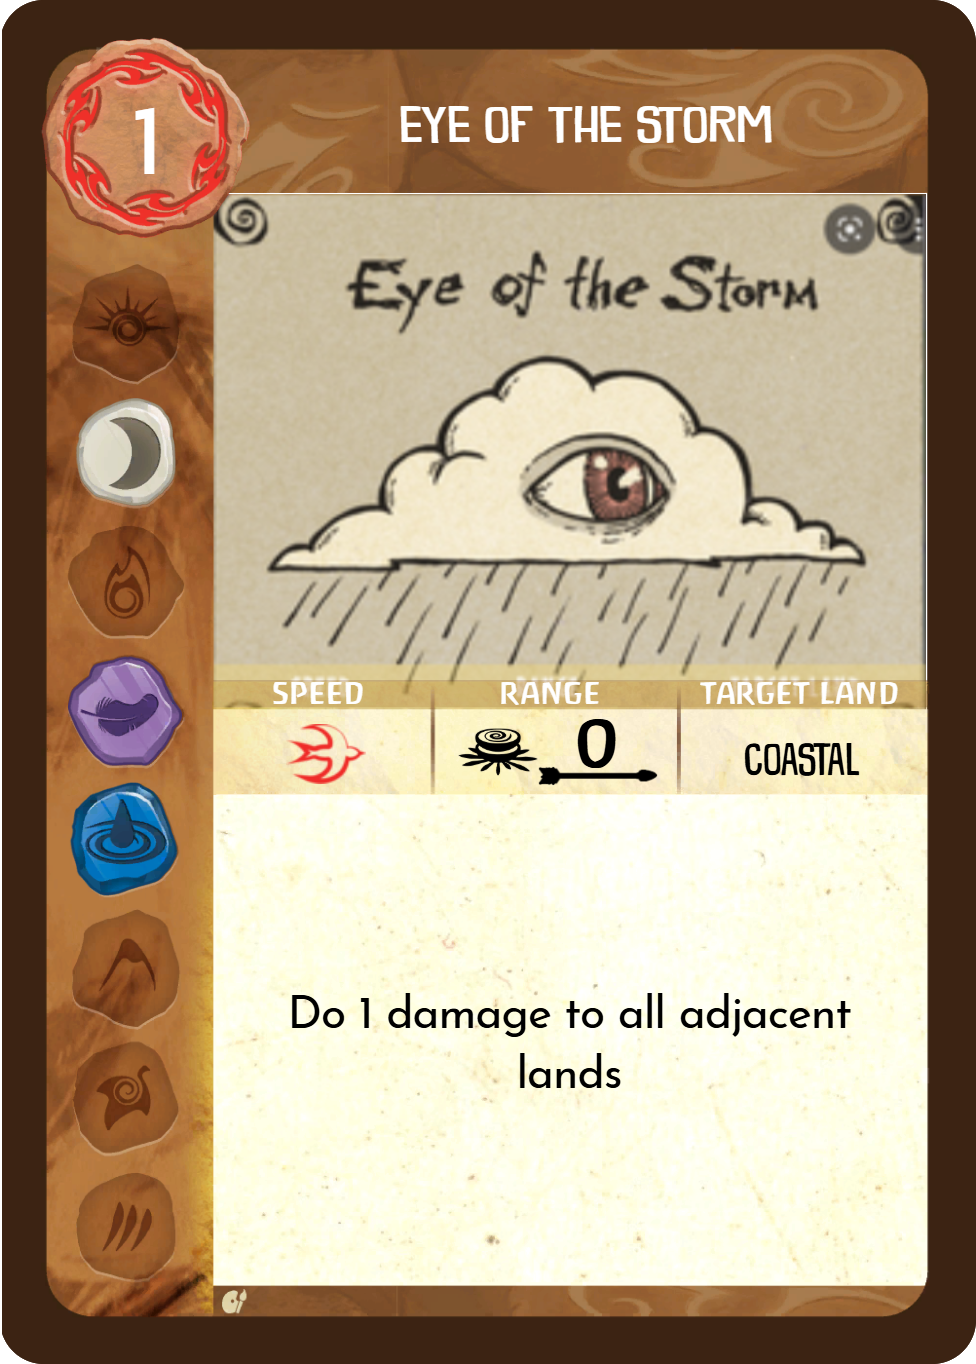 1
EYE OF THE STORM
Eye of the Storm
SPEED RANGE TARGET LAND
0 COASTAL
Do 1 damage to all adjacent
lands